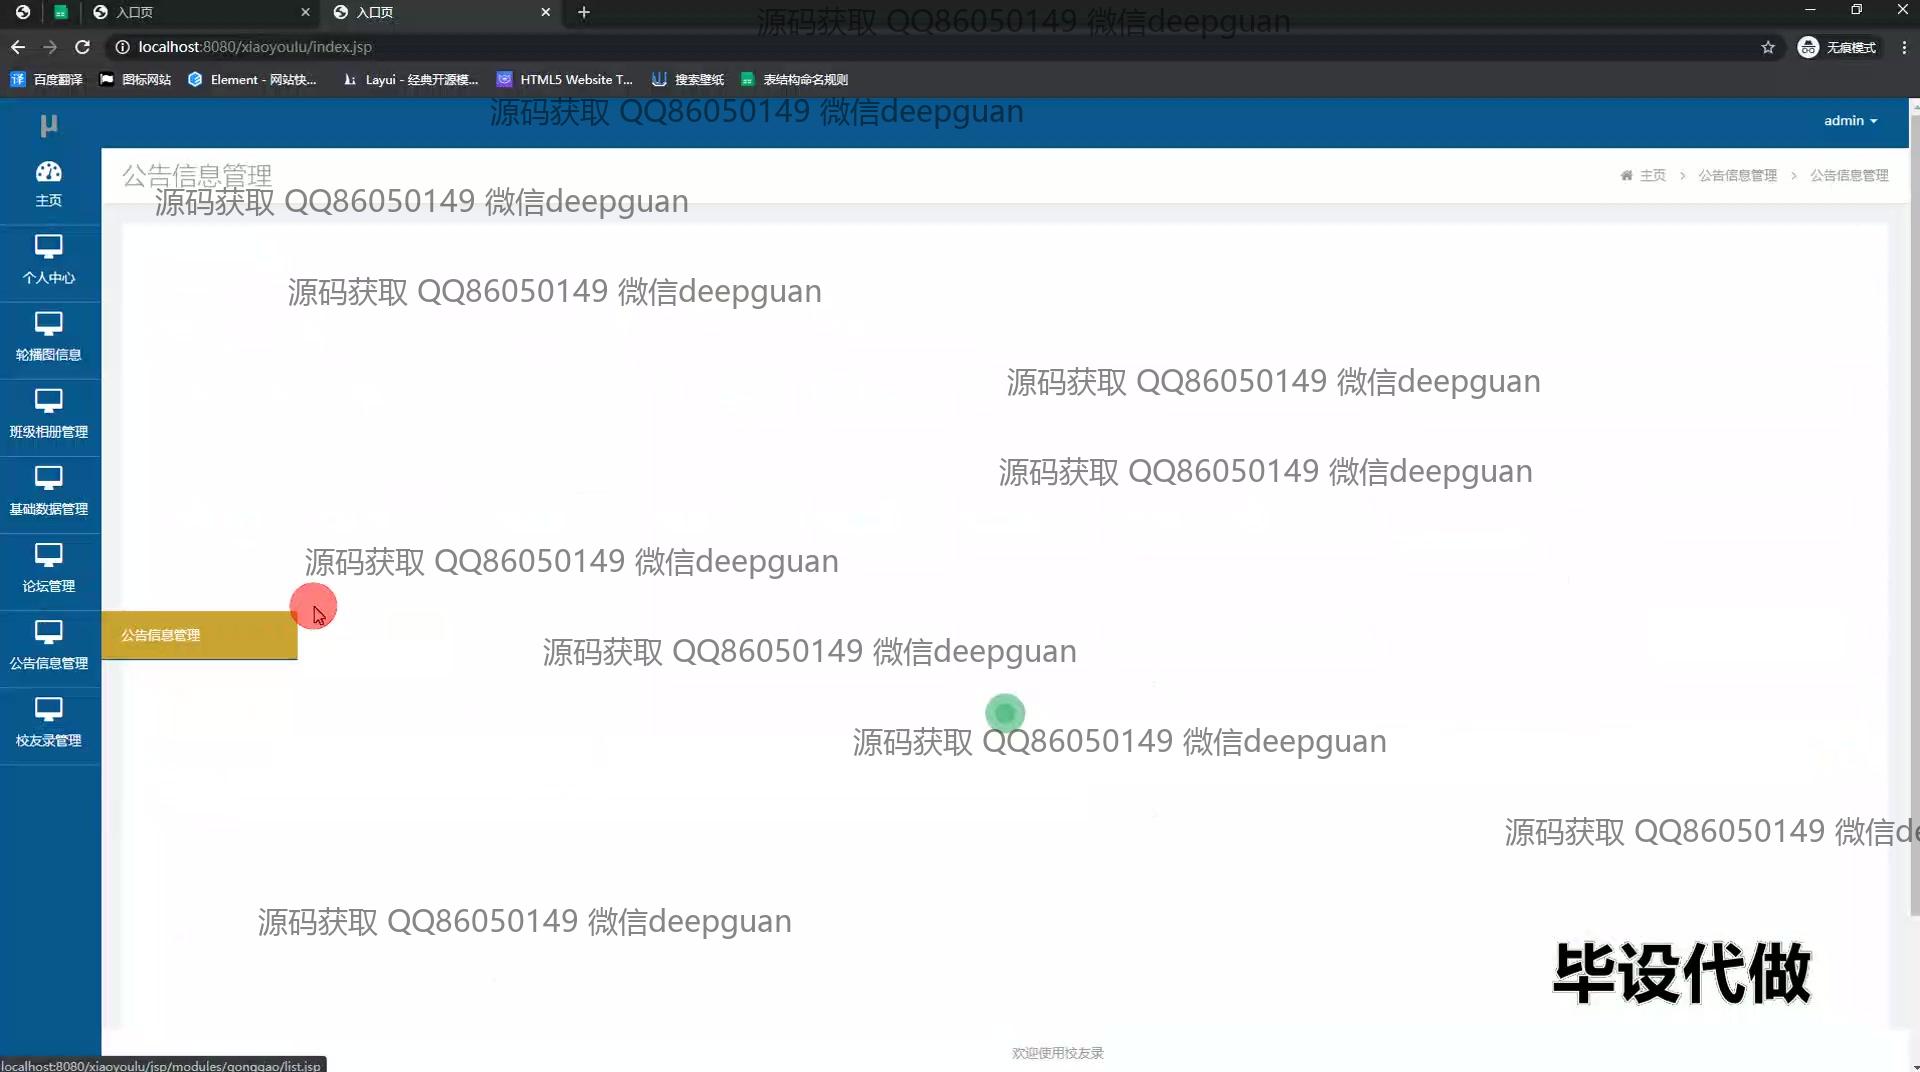 入口页
入口页
源码获取 QQ86050149 微信deepguan
localhost:8080/xiaoyoulu/index.jsp
无痕模式
百度翻译
图标网站
Element - 网站快...
Layui - 经典开源模...
HTML5 Website T...
搜索壁纸
表结构命名规则
源码获取 QQ86050149 微信deepguan
μ
admin
公告信息管理
主页 > 公告信息管理 > 公告信息管理
源码获取 QQ86050149 微信deepguan
主页
个人中心
源码获取 QQ86050149 微信deepguan
轮播图信息
源码获取 QQ86050149 微信deepguan
班级相册管理
源码获取 QQ86050149 微信deepguan
基础数据管理
源码获取 QQ86050149 微信deepguan
论坛管理
公告信息管理
源码获取 QQ86050149 微信deepguan
公告信息管理
校友录管理
源码获取 QQ86050149 微信deepguan
源码获取 QQ86050149 微信de
源码获取 QQ86050149 微信deepguan
毕设代做
欢迎使用校友录
localhost:8080/xiaoyoulu/jsp/modules/gonggao/list.jsp